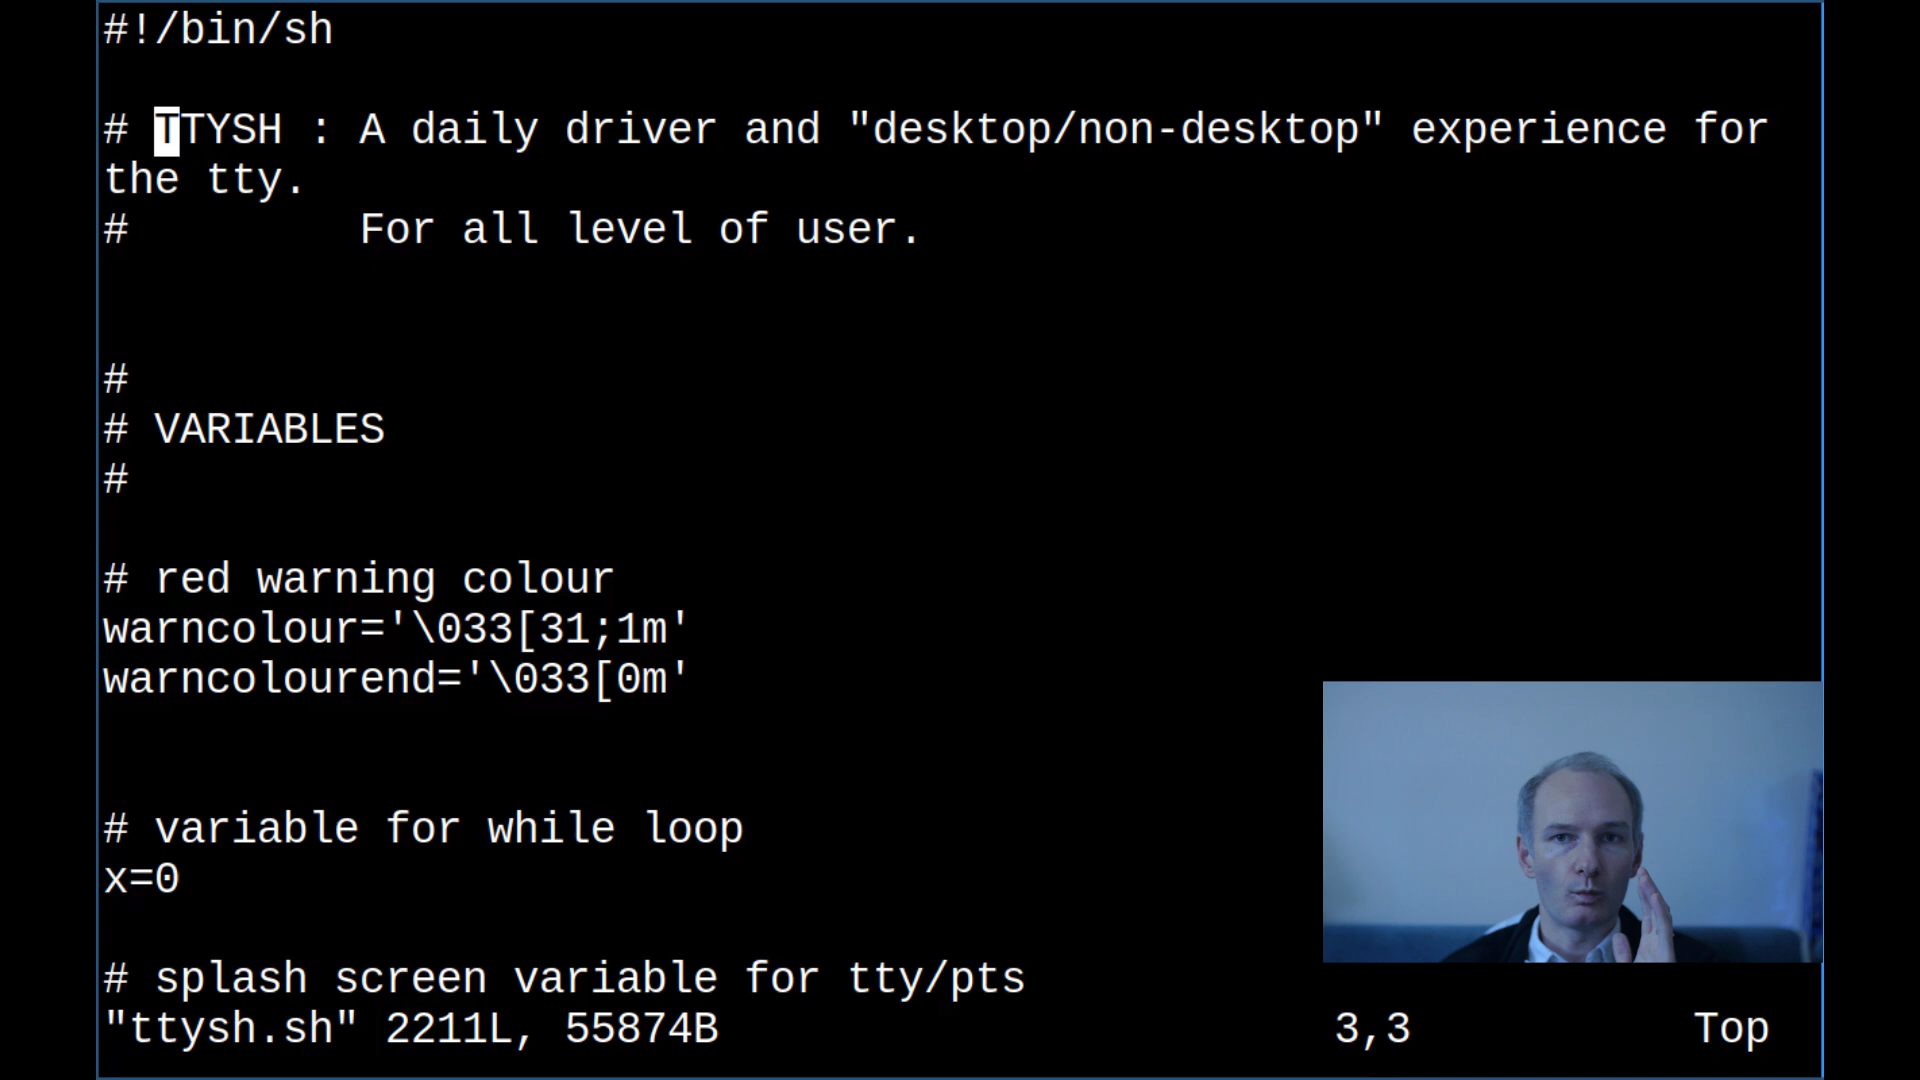 #!/bin/sh
# TTYSH : A daily driver and "desktop/non-desktop" experience for
the tty.
#         For all level of user.
#
# VARIABLES
#
# red warning colour
warncolour='\033[31;1m'
warncolourend='\033[0m'
# variable for while loop
x=0
# splash screen variable for tty/pts
"ttysh.sh" 2211L, 55874B 3,3 Top